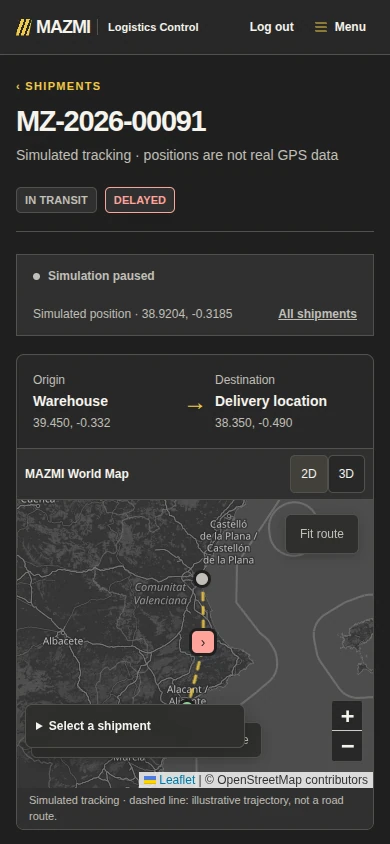 MAZMI
Logistics Control
Log out
Menu
‹ SHIPMENTS
MZ-2026-00091
Simulated tracking · positions are not real GPS data
IN TRANSIT
DELAYED
Simulation paused
Simulated position · 38.9204, -0.3185
All shipments
Origin
Warehouse
39.450, -0.332
→
Destination
Delivery location
38.350, -0.490
MAZMI World Map
2D
3D
Castelló
de la Plana /
Castellón
de la Plana
Fit route
Comunitat
Valenciana
›
Albacete
Alacant /
Select a shipment
+
−
Leaflet | © OpenStreetMap contributors
Simulated tracking · dashed line: illustrative trajectory, not a road
route.